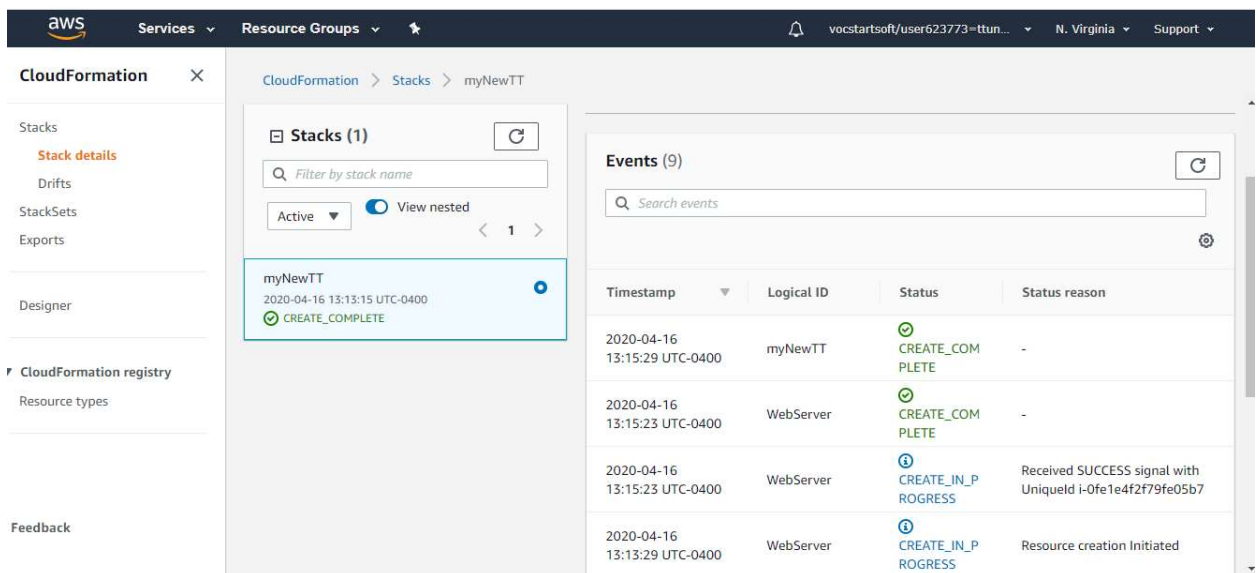 aws Services Resource Groups vocstartsoft/user623773=ttun... N. Virginia Support
CloudFormation
Stacks
Stack details
Drifts
StackSets
Exports
Designer
CloudFormation registry
Resource types
Feedback
CloudFormation > Stacks > myNewTT
Stacks (1)
Filter by stack name
Active View nested
< 1 >
myNewTT
2020-04-16 13:13:15 UTC-0400
CREATE_COMPLETE
Events (9)
Search events
Timestamp Logical ID Status Status reason
2020-04-16
13:15:29 UTC-0400
myNewTT
CREATE_COM
PLETE
-
2020-04-16
13:15:23 UTC-0400
WebServer
CREATE_COM
PLETE
-
2020-04-16
13:15:23 UTC-0400
WebServer
CREATE_IN_P
ROGRESS
Received SUCCESS signal with
UniqueId i-0fe1e4f2f79fe05b7
2020-04-16
13:13:29 UTC-0400
WebServer
CREATE_IN_P
ROGRESS
Resource creation Initiated